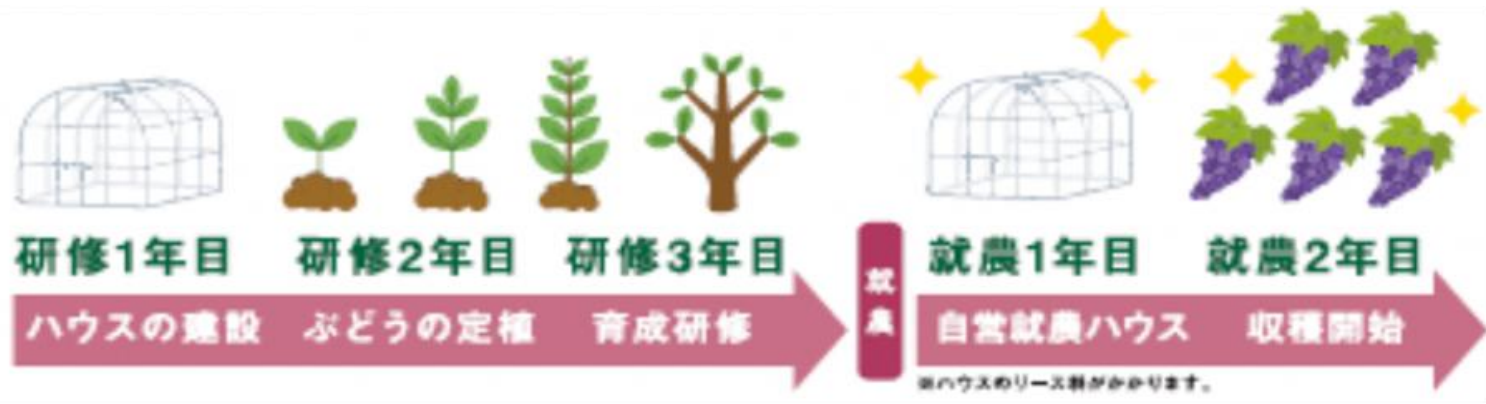 研修1年目
研修2年目
研修3年目
ハウスの建設
ぶどうの定植
育成研修
就農
就農1年目
就農2年目
自営就農ハウス
収穫開始
※ハウスのリース料がかかります。